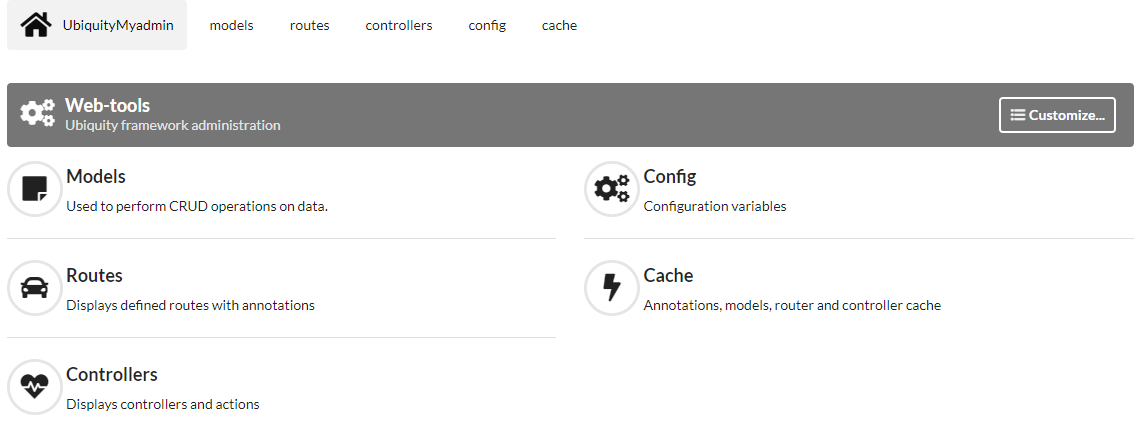 UbiquityMyadmin models routes controllers config cache
Web-tools
Ubiquity framework administration
Customize...
Models
Used to perform CRUD operations on data.
Config
Configuration variables
Routes
Displays defined routes with annotations
Cache
Annotations, models, router and controller cache
Controllers
Displays controllers and actions